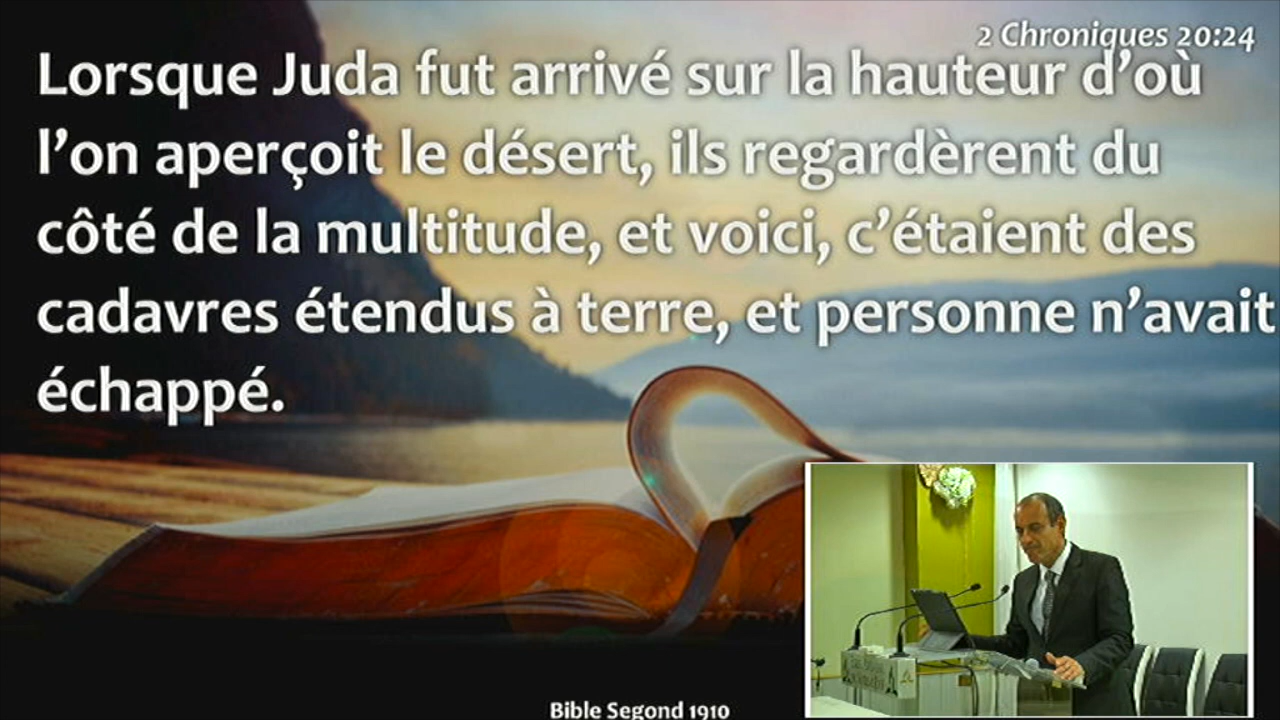 2 Chroniques 20:24
Lorsque Juda fut arrivé sur la hauteur d’où
l’on aperçoit le désert, ils regardèrent du
côté de la multitude, et voici, c’étaient des
cadavres étendus à terre, et personne n’avait
échappé.
Bible Segond 1910